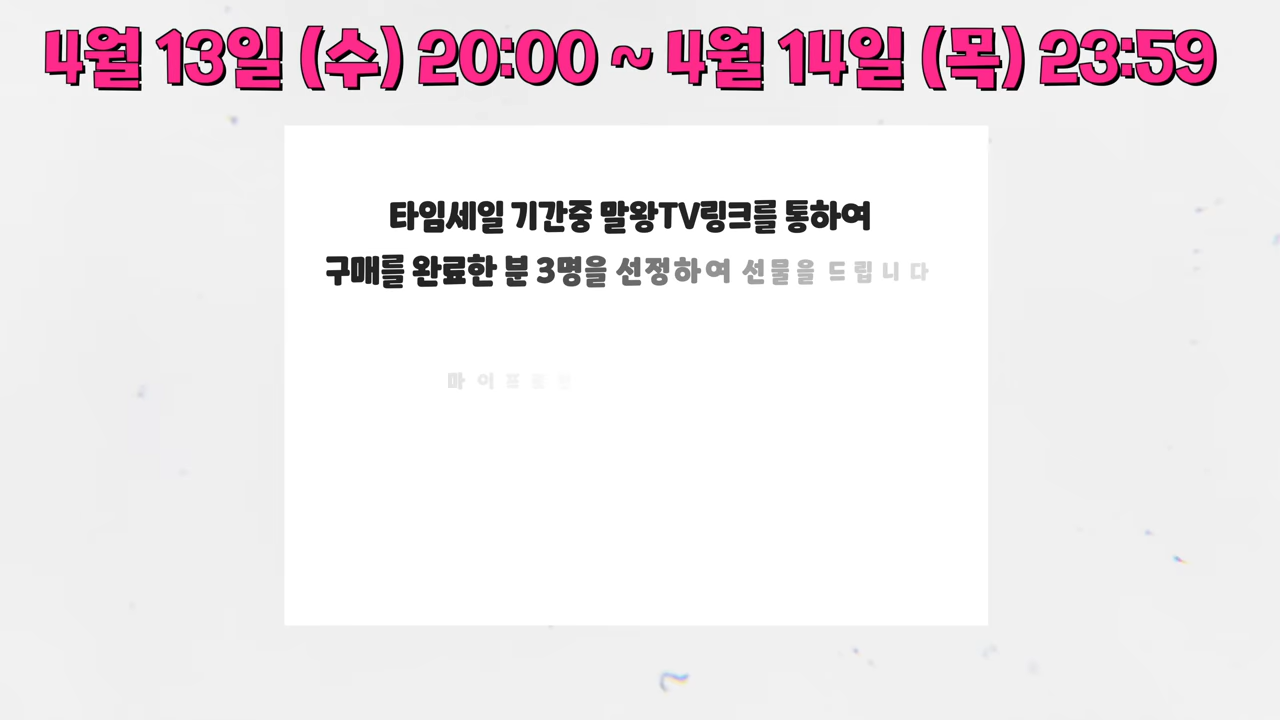 4월 13일 (수) 20:00 ~ 4월 14일 (목) 23:59
타임세일 기간중 말왕TV링크를 통하여
구매를 완료한 분 3명을 선정하여 선물을 드립니다